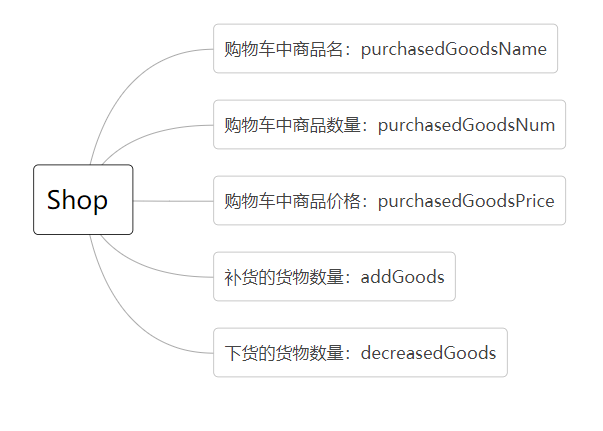 Shop
购物车中商品名：purchasedGoodsName
购物车中商品数量：purchasedGoodsNum
购物车中商品价格：purchasedGoodsPrice
补货的货物数量：addGoods
下货的货物数量：decreasedGoods